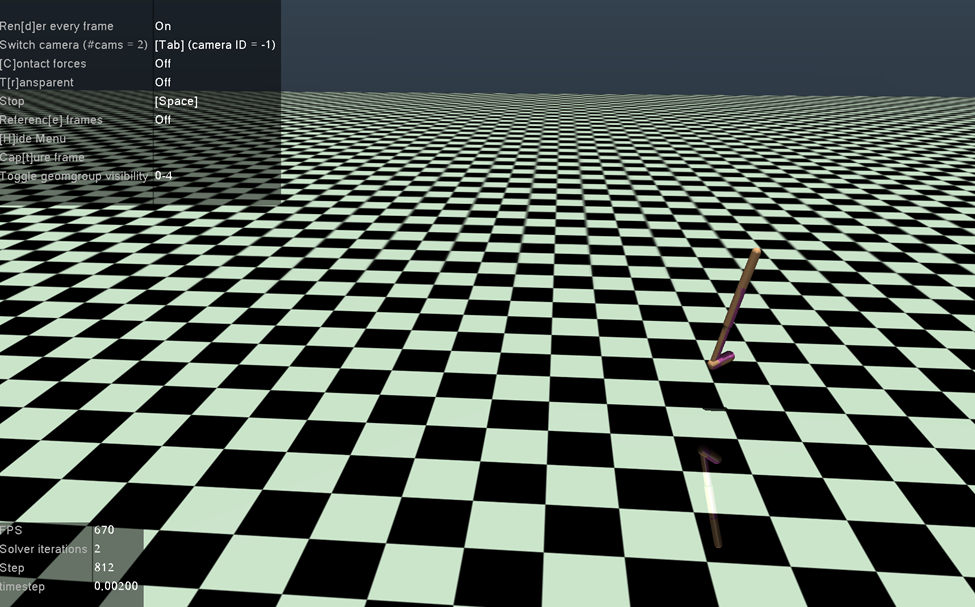 Ren[d]er every frame On
Switch camera (#cams = 2) [Tab] (camera ID = -1)
[C]ontact forces Off
T[r]ansparent Off
Stop [Space]
Referenc[e] frames Off
[H]ide Menu
Cap[t]ure frame
Toggle geomgroup visibility 0-4
FPS 670
Solver iterations 2
Step 812
timestep 0.00200